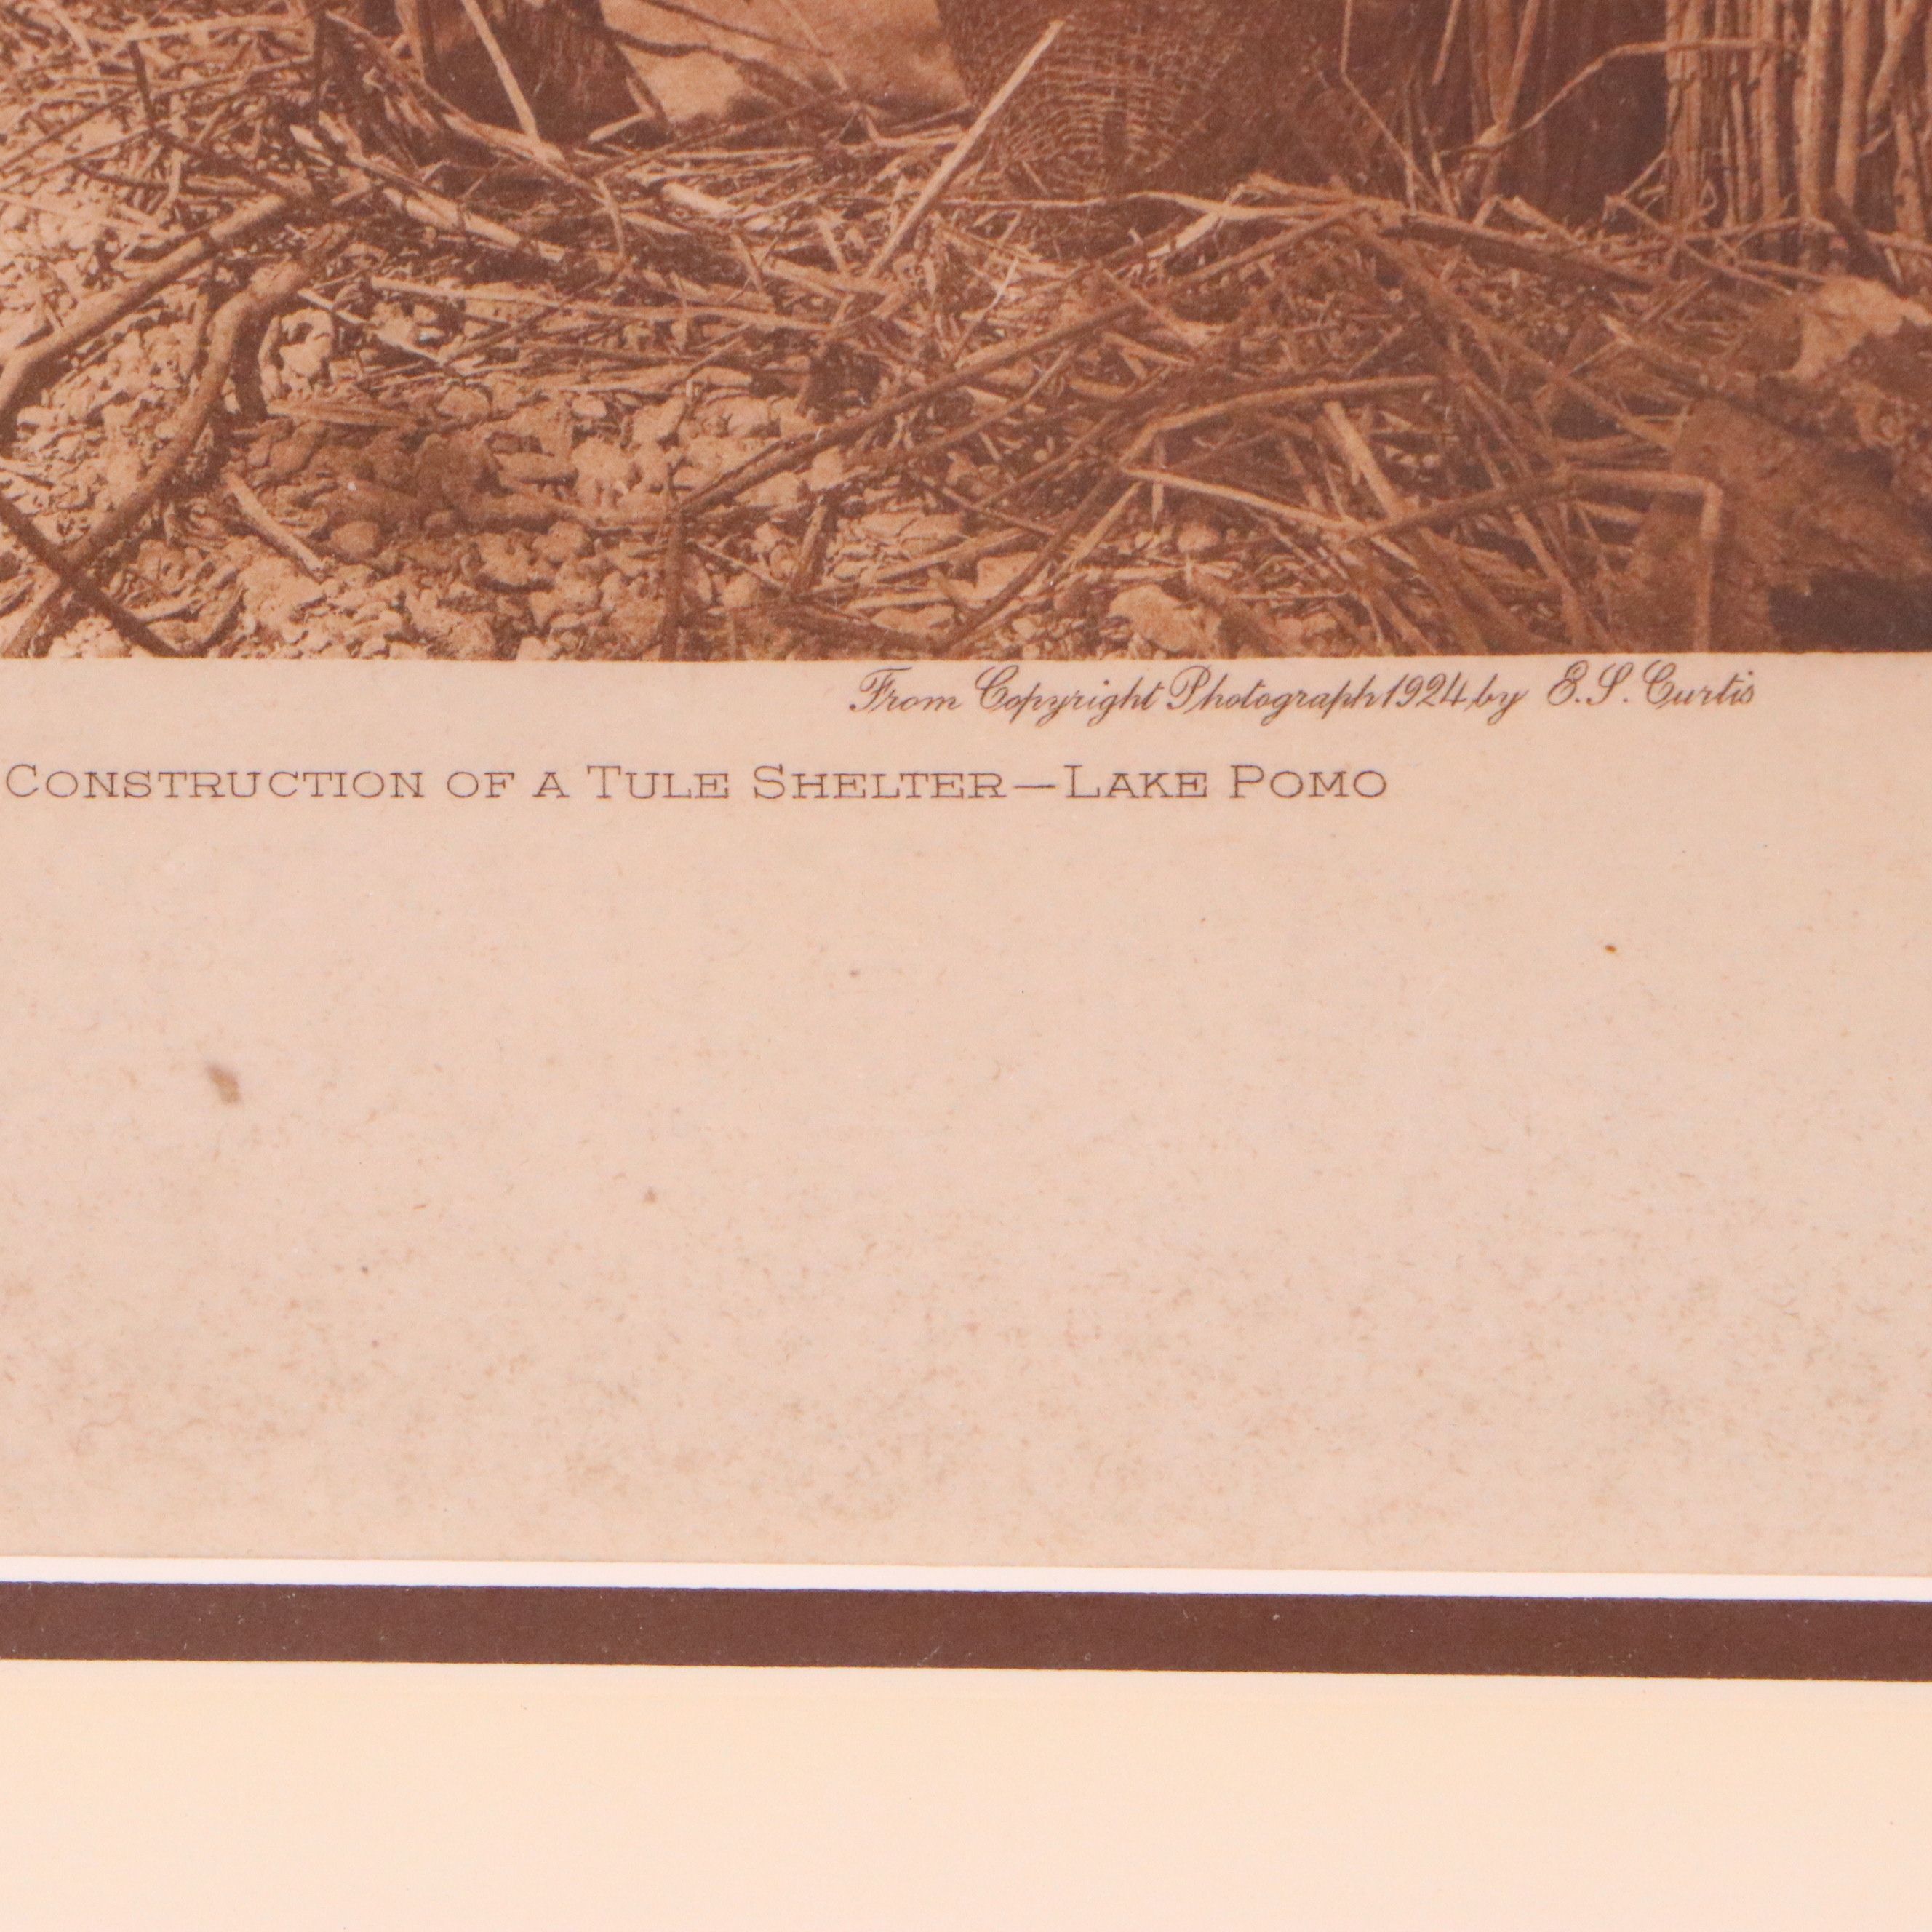 From Copyright Photograph 1924 by E.S. Curtis
CONSTRUCTION OF A TULE SHELTER—LAKE POMO